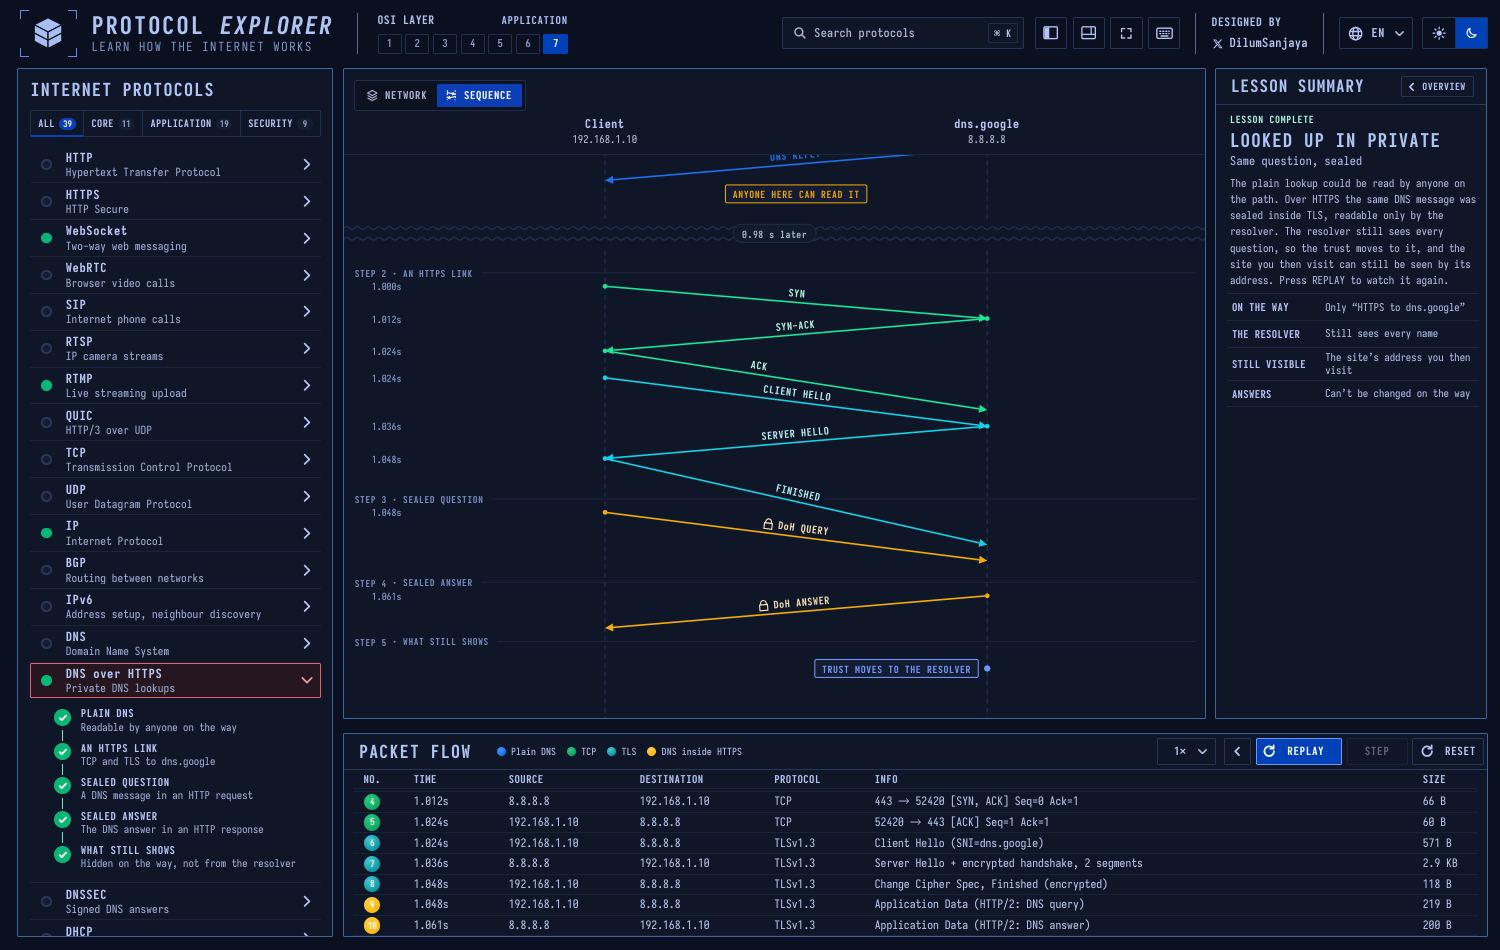 PROTOCOL EXPLORER
LEARN HOW THE INTERNET WORKS
OSI LAYER APPLICATION
1 2 3 4 5 6 7
Search protocols ⌘ K
DESIGNED BY
DilumSanjaya
EN
INTERNET PROTOCOLS
ALL 39 CORE 11 APPLICATION 19 SECURITY 9
HTTP
Hypertext Transfer Protocol
HTTPS
HTTP Secure
WebSocket
Two-way web messaging
WebRTC
Browser video calls
SIP
Internet phone calls
RTSP
IP camera streams
RTMP
Live streaming upload
QUIC
HTTP/3 over UDP
TCP
Transmission Control Protocol
UDP
User Datagram Protocol
IP
Internet Protocol
BGP
Routing between networks
IPv6
Address setup, neighbour discovery
DNS
Domain Name System
DNS over HTTPS
Private DNS lookups
PLAIN DNS
Readable by anyone on the way
AN HTTPS LINK
TCP and TLS to dns.google
SEALED QUESTION
A DNS message in an HTTP request
SEALED ANSWER
The DNS answer in an HTTP response
WHAT STILL SHOWS
Hidden on the way, not from the resolver
DNSSEC
Signed DNS answers
DHCP
NETWORK SEQUENCE
Client
192.168.1.10
dns.google
8.8.8.8
DNS REPLY
ANYONE HERE CAN READ IT
0.98 s later
STEP 2 · AN HTTPS LINK
1.000s
SYN
1.012s
SYN-ACK
1.024s
ACK
1.024s
CLIENT HELLO
1.036s
SERVER HELLO
1.048s
FINISHED
STEP 3 · SEALED QUESTION
1.048s
DoH QUERY
STEP 4 · SEALED ANSWER
1.061s
DoH ANSWER
STEP 5 · WHAT STILL SHOWS
TRUST MOVES TO THE RESOLVER
LESSON SUMMARY
OVERVIEW
LESSON COMPLETE
LOOKED UP IN PRIVATE
Same question, sealed
The plain lookup could be read by anyone on
the path. Over HTTPS the same DNS message was
sealed inside TLS, readable only by the
resolver. The resolver still sees every
question, so the trust moves to it, and the
site you then visit can still be seen by its
address. Press REPLAY to watch it again.
ON THE WAY Only “HTTPS to dns.google”
THE RESOLVER Still sees every name
STILL VISIBLE The site’s address you then
visit
ANSWERS Can’t be changed on the way
PACKET FLOW
Plain DNS TCP TLS DNS inside HTTPS
1× REPLAY STEP RESET
NO. TIME SOURCE DESTINATION PROTOCOL INFO SIZE
4 1.012s 8.8.8.8 192.168.1.10 TCP 443 → 52420 [SYN, ACK] Seq=0 Ack=1 66 B
5 1.024s 192.168.1.10 8.8.8.8 TCP 52420 → 443 [ACK] Seq=1 Ack=1 60 B
6 1.024s 192.168.1.10 8.8.8.8 TLSv1.3 Client Hello (SNI=dns.google) 571 B
7 1.036s 8.8.8.8 192.168.1.10 TLSv1.3 Server Hello + encrypted handshake, 2 segments 2.9 KB
8 1.048s 192.168.1.10 8.8.8.8 TLSv1.3 Change Cipher Spec, Finished (encrypted) 118 B
9 1.048s 192.168.1.10 8.8.8.8 TLSv1.3 Application Data (HTTP/2: DNS query) 219 B
10 1.061s 8.8.8.8 192.168.1.10 TLSv1.3 Application Data (HTTP/2: DNS answer) 200 B